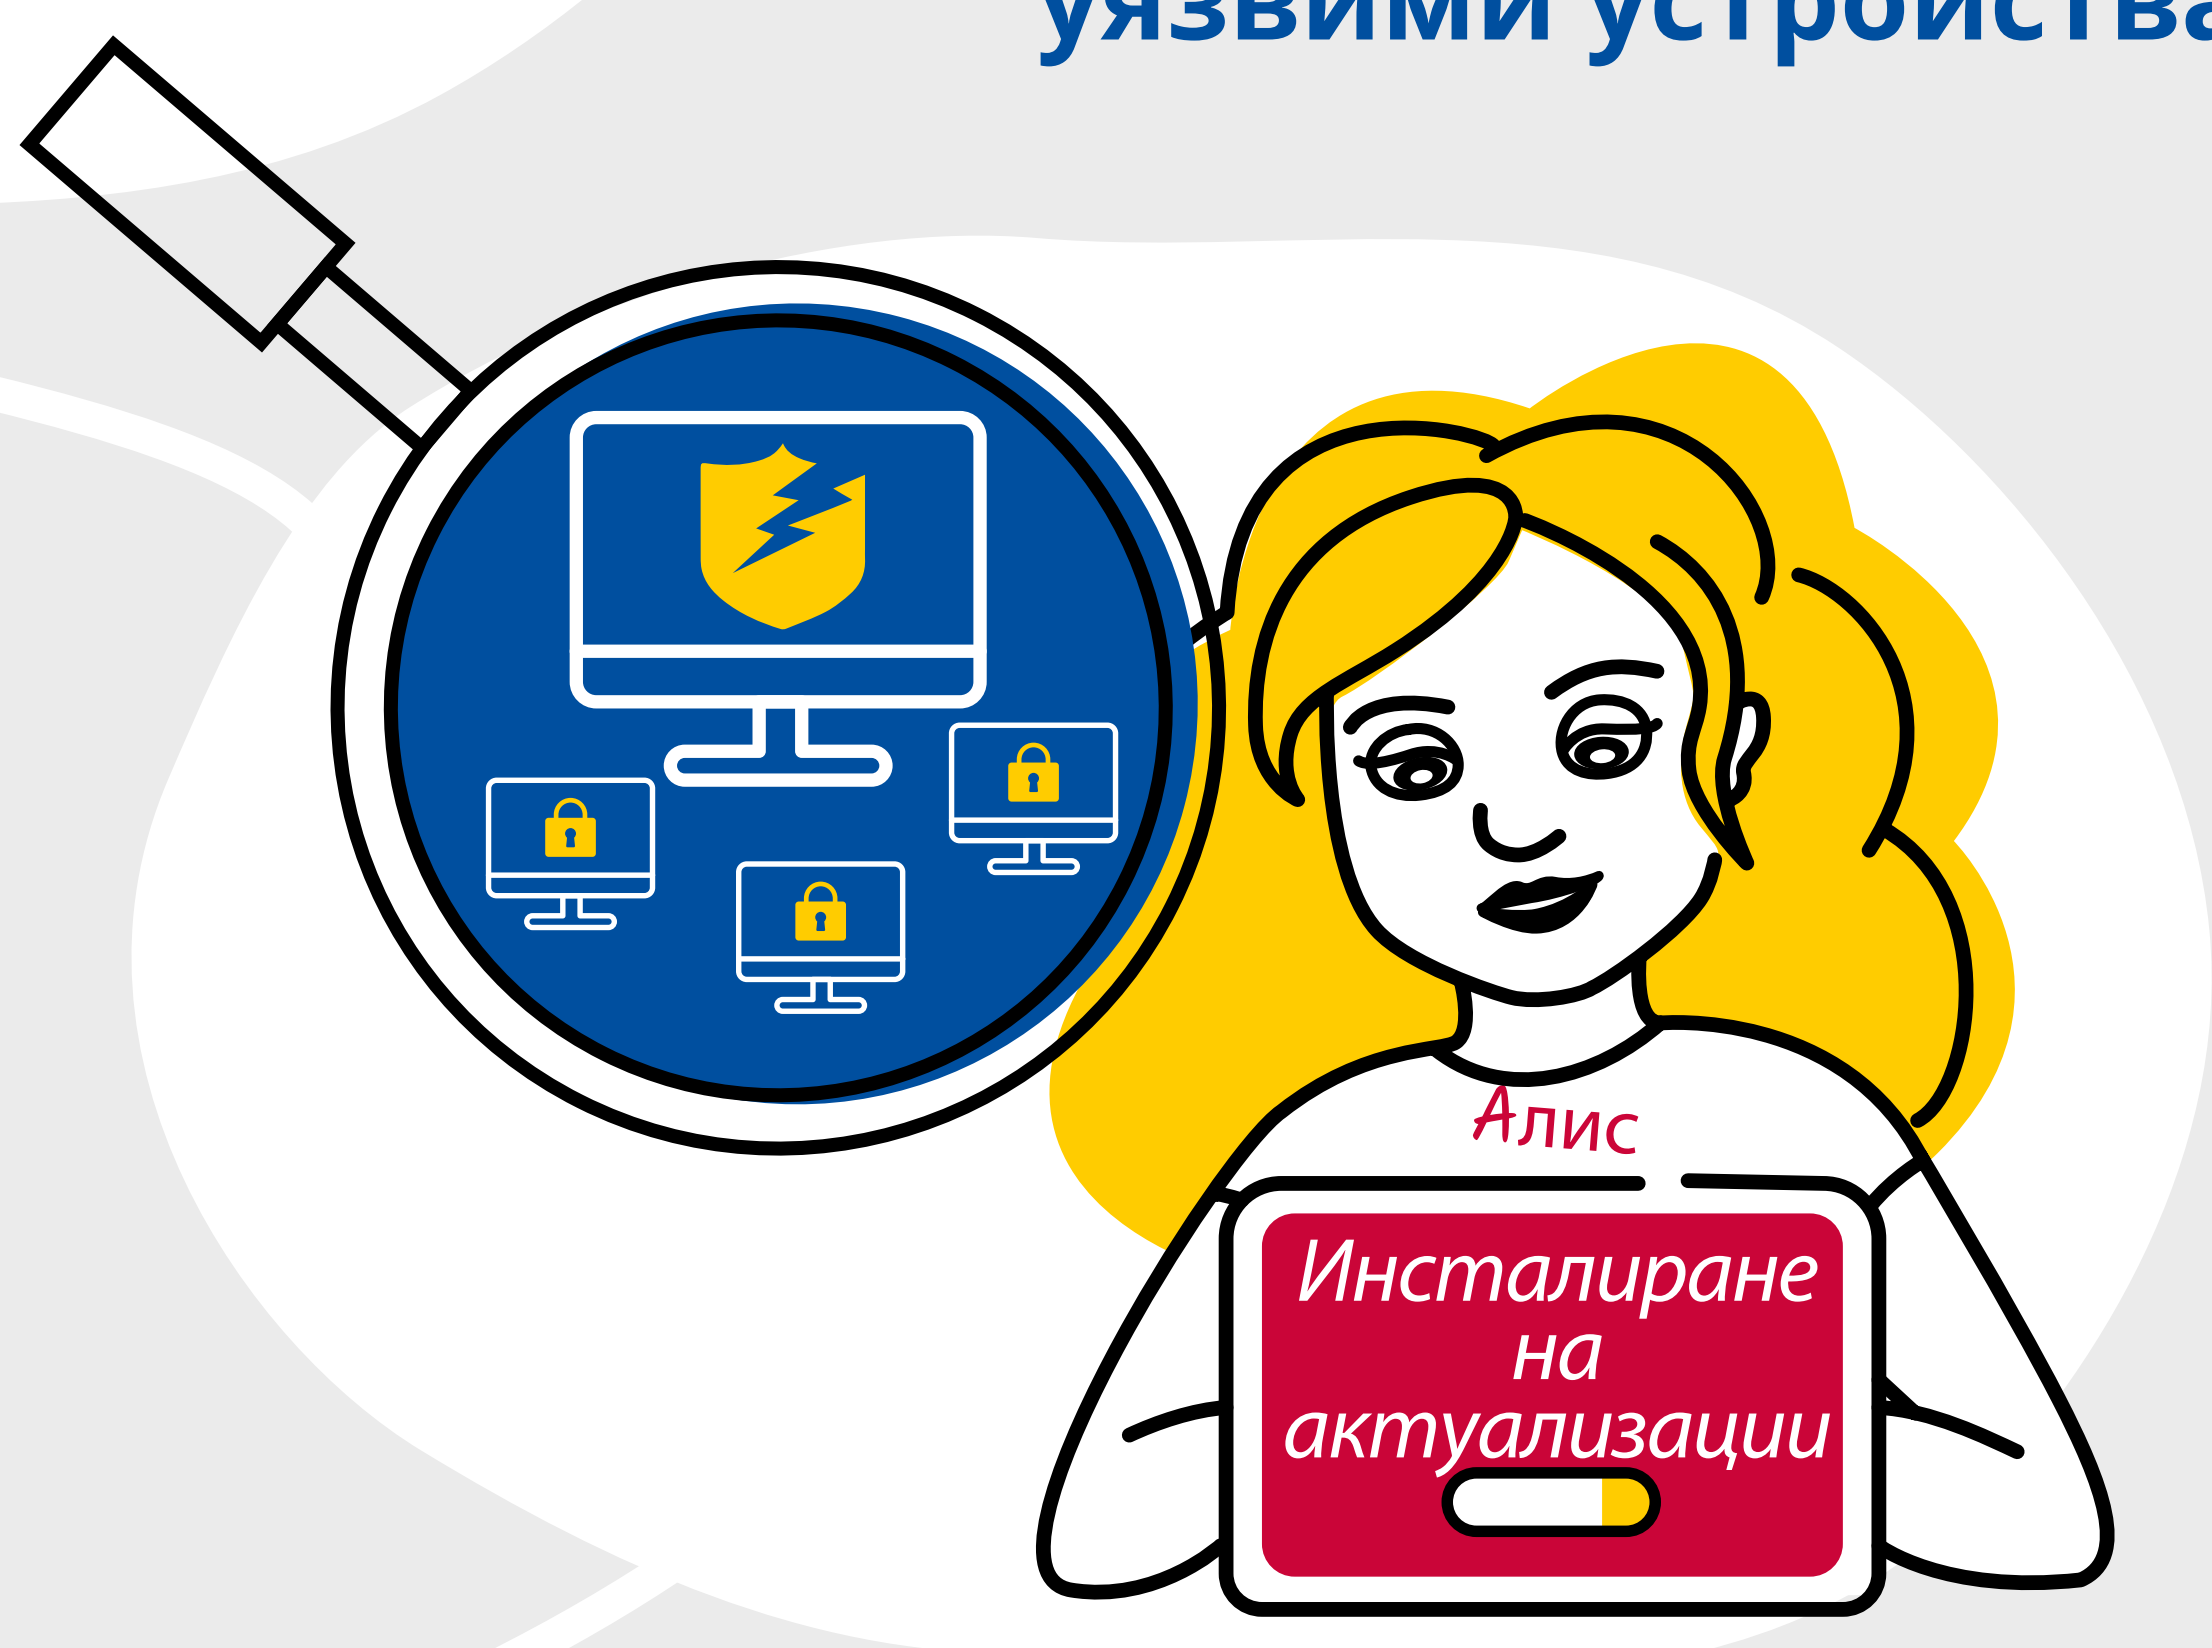 уязвими устройства
Алис
Инсталиране
на
актуализации